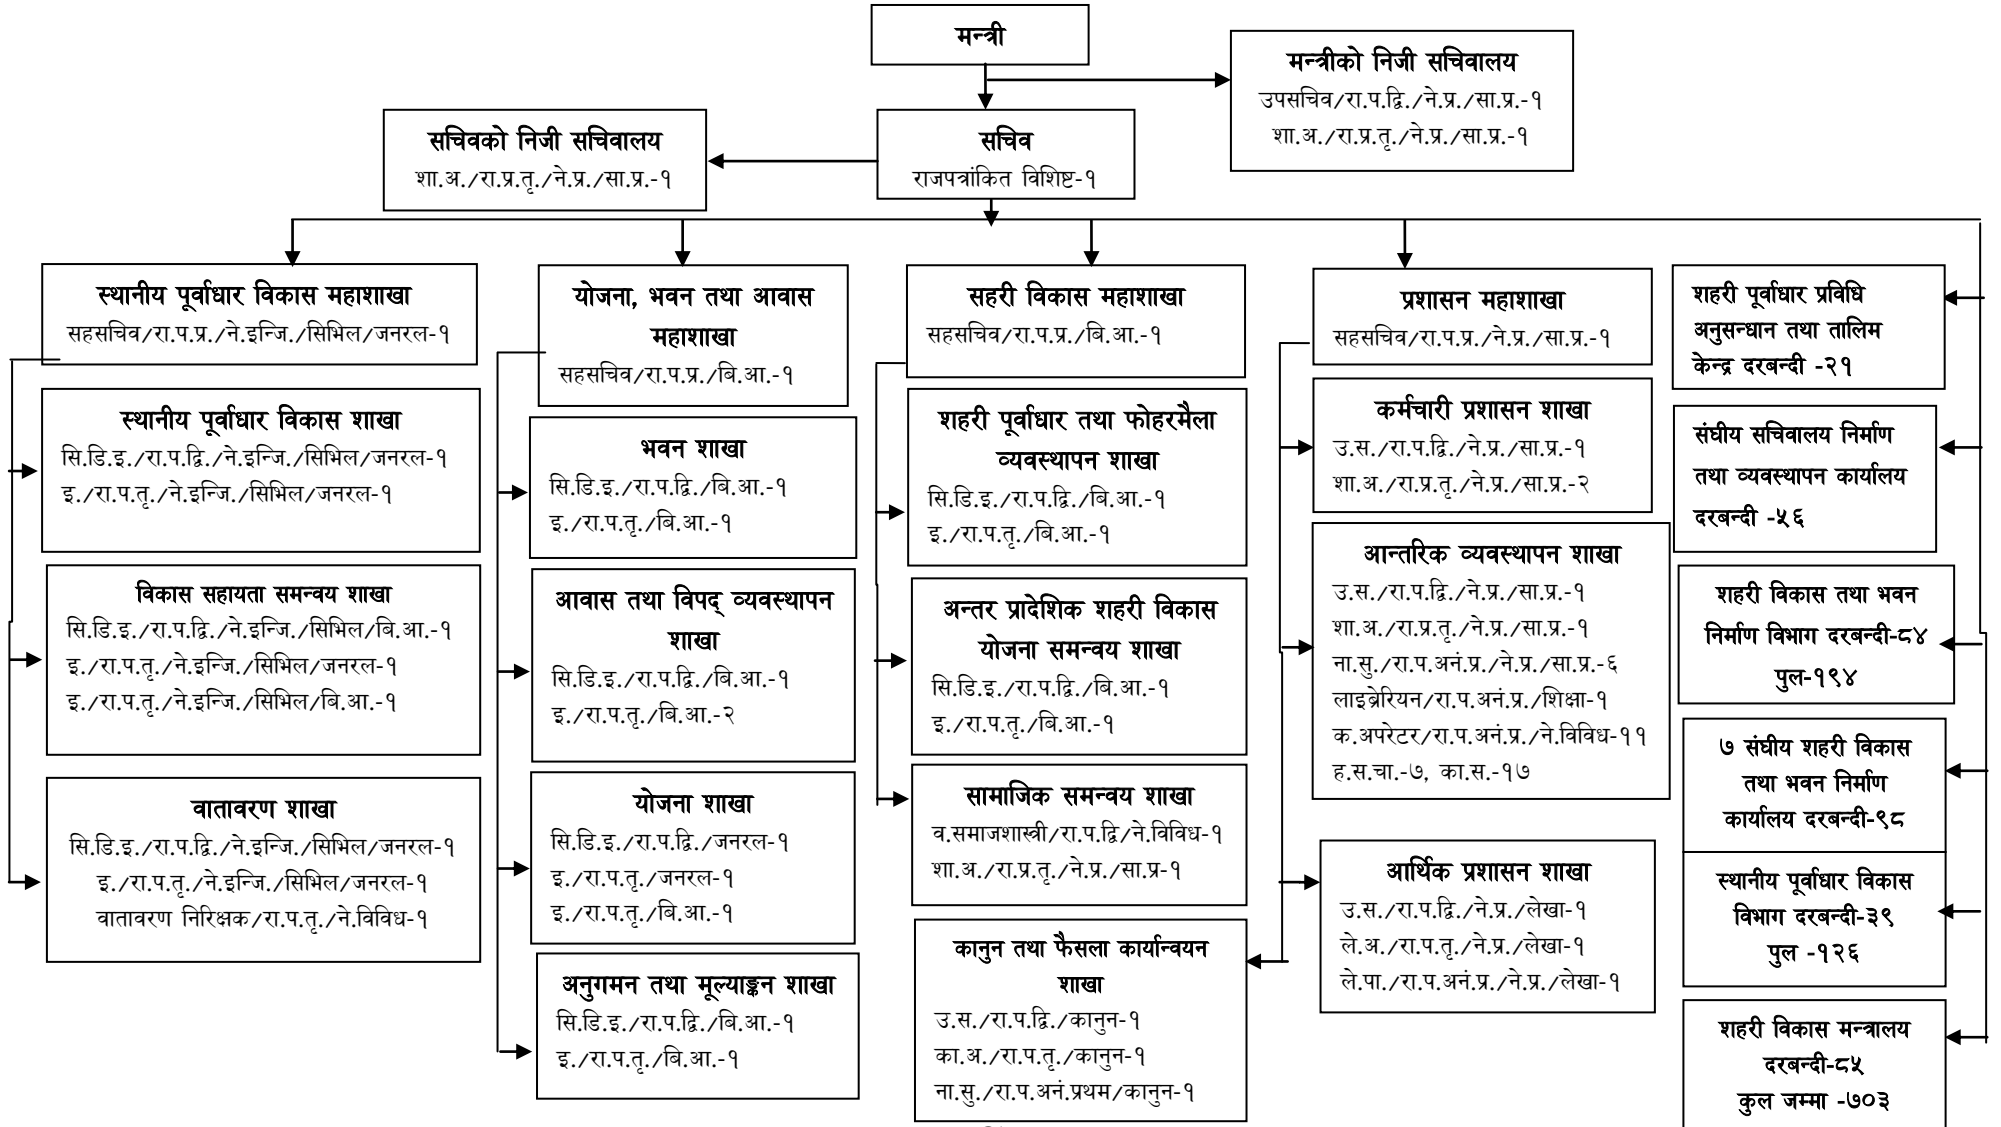 मन्त्री
मन्त्रीको निजी सचिवालय
उपसचिव/रा.प.द्वि./ने.प्र./सा.प्र.-१
शा.अ./रा.प्र.तृ./ने.प्र./सा.प्र.-१
सचिवको निजी सचिवालय
शा.अ./रा.प्र.तृ./ने.प्र./सा.प्र.-१
सचिव
राजपत्रांकित विशिष्ट-१
स्थानीय पूर्वाधार विकास महाशाखा
सहसचिव/रा.प.प्र./ने.इन्जि./सिभिल/जनरल-१
स्थानीय पूर्वाधार विकास शाखा
सि.डि.इ./रा.प.द्वि./ने.इन्जि./सिभिल/जनरल-१
इ./रा.प.तृ./ने.इन्जि./सिभिल/जनरल-१
विकास सहायता समन्वय शाखा
सि.डि.इ./रा.प.द्वि./ने.इन्जि./सिभिल/बि.आ.-१
इ./रा.प.तृ./ने.इन्जि./सिभिल/जनरल-१
इ./रा.प.तृ./ने.इन्जि./सिभिल/बि.आ.-१
वातावरण शाखा
सि.डि.इ./रा.प.द्वि./ने.इन्जि./सिभिल/जनरल-१
इ./रा.प.तृ./ने.इन्जि./सिभिल/जनरल-१
वातावरण निरिक्षक/रा.प.तृ./ने.विविध-१
योजना, भवन तथा आवास
महाशाखा
सहसचिव/रा.प.प्र./बि.आ.-१
भवन शाखा
सि.डि.इ./रा.प.द्वि./बि.आ.-१
इ./रा.प.तृ./बि.आ.-१
आवास तथा विपद् व्यवस्थापन
शाखा
सि.डि.इ./रा.प.द्वि./बि.आ.-१
इ./रा.प.तृ./बि.आ.-२
योजना शाखा
सि.डि.इ./रा.प.द्वि./जनरल-१
इ./रा.प.तृ./जनरल-१
इ./रा.प.तृ./बि.आ.-१
अनुगमन तथा मूल्याङ्कन शाखा
सि.डि.इ./रा.प.द्वि./बि.आ.-१
इ./रा.प.तृ./बि.आ.-१
सहरी विकास महाशाखा
सहसचिव/रा.प.प्र./बि.आ.-१
शहरी पूर्वाधार तथा फोहरमैला
व्यवस्थापन शाखा
सि.डि.इ./रा.प.द्वि./बि.आ.-१
इ./रा.प.तृ./बि.आ.-१
अन्तर प्रादेशिक शहरी विकास
योजना समन्वय शाखा
सि.डि.इ./रा.प.द्वि./बि.आ.-१
इ./रा.प.तृ./बि.आ.-१
सामाजिक समन्वय शाखा
व.समाजशास्त्री/रा.प.द्वि/ने.विविध-१
शा.अ./रा.प्र.तृ./ने.प्र./सा.प्र-१
कानुन तथा फैसला कार्यान्वयन
शाखा
उ.स./रा.प.द्वि./कानुन-१
का.अ./रा.प.तृ./कानुन-१
ना.सु./रा.प.अनं.प्रथम/कानुन-१
प्रशासन महाशाखा
सहसचिव/रा.प.प्र./ने.प्र./सा.प्र.-१
कर्मचारी प्रशासन शाखा
उ.स./रा.प.द्वि./ने.प्र./सा.प्र.-१
शा.अ./रा.प्र.तृ./ने.प्र./सा.प्र.-२
आन्तरिक व्यवस्थापन शाखा
उ.स./रा.प.द्वि./ने.प्र./सा.प्र.-१
शा.अ./रा.प्र.तृ./ने.प्र./सा.प्र.-१
ना.सु./रा.प.अनं.प्र./ने.प्र./सा.प्र.-६
लाइब्रेरियन/रा.प.अनं.प्र./शिक्षा-१
क.अपरेटर/रा.प.अनं.प्र./ने.विविध-११
ह.स.चा.-७, का.स.-१७
आर्थिक प्रशासन शाखा
उ.स./रा.प.द्वि./ने.प्र./लेखा-१
ले.अ./रा.प.तृ./ने.प्र./लेखा-१
ले.पा./रा.प.अनं.प्र./ने.प्र./लेखा-१
शहरी पूर्वाधार प्रविधि
अनुसन्धान तथा तालिम
केन्द्र दरबन्दी -२१
संघीय सचिवालय निर्माण
तथा व्यवस्थापन कार्यालय
दरबन्दी -५६
शहरी विकास तथा भवन
निर्माण विभाग दरबन्दी-८४
पुल-१९४
७ संघीय शहरी विकास
तथा भवन निर्माण
कार्यालय दरबन्दी-९८
स्थानीय पूर्वाधार विकास
विभाग दरबन्दी-३९
पुल -१२६
शहरी विकास मन्त्रालय
दरबन्दी-८५
कुल जम्मा -७०३